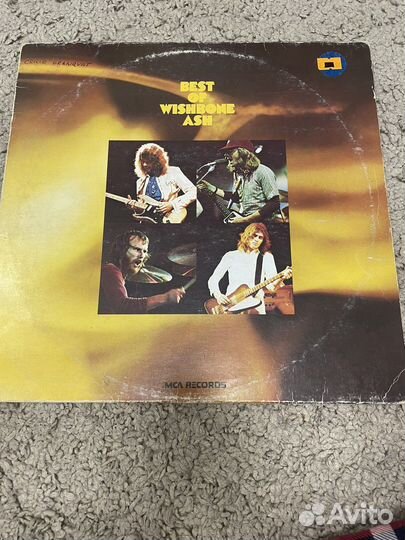 BEST
OF
WISHBONE
ASH
MCA RECORDS
Avito